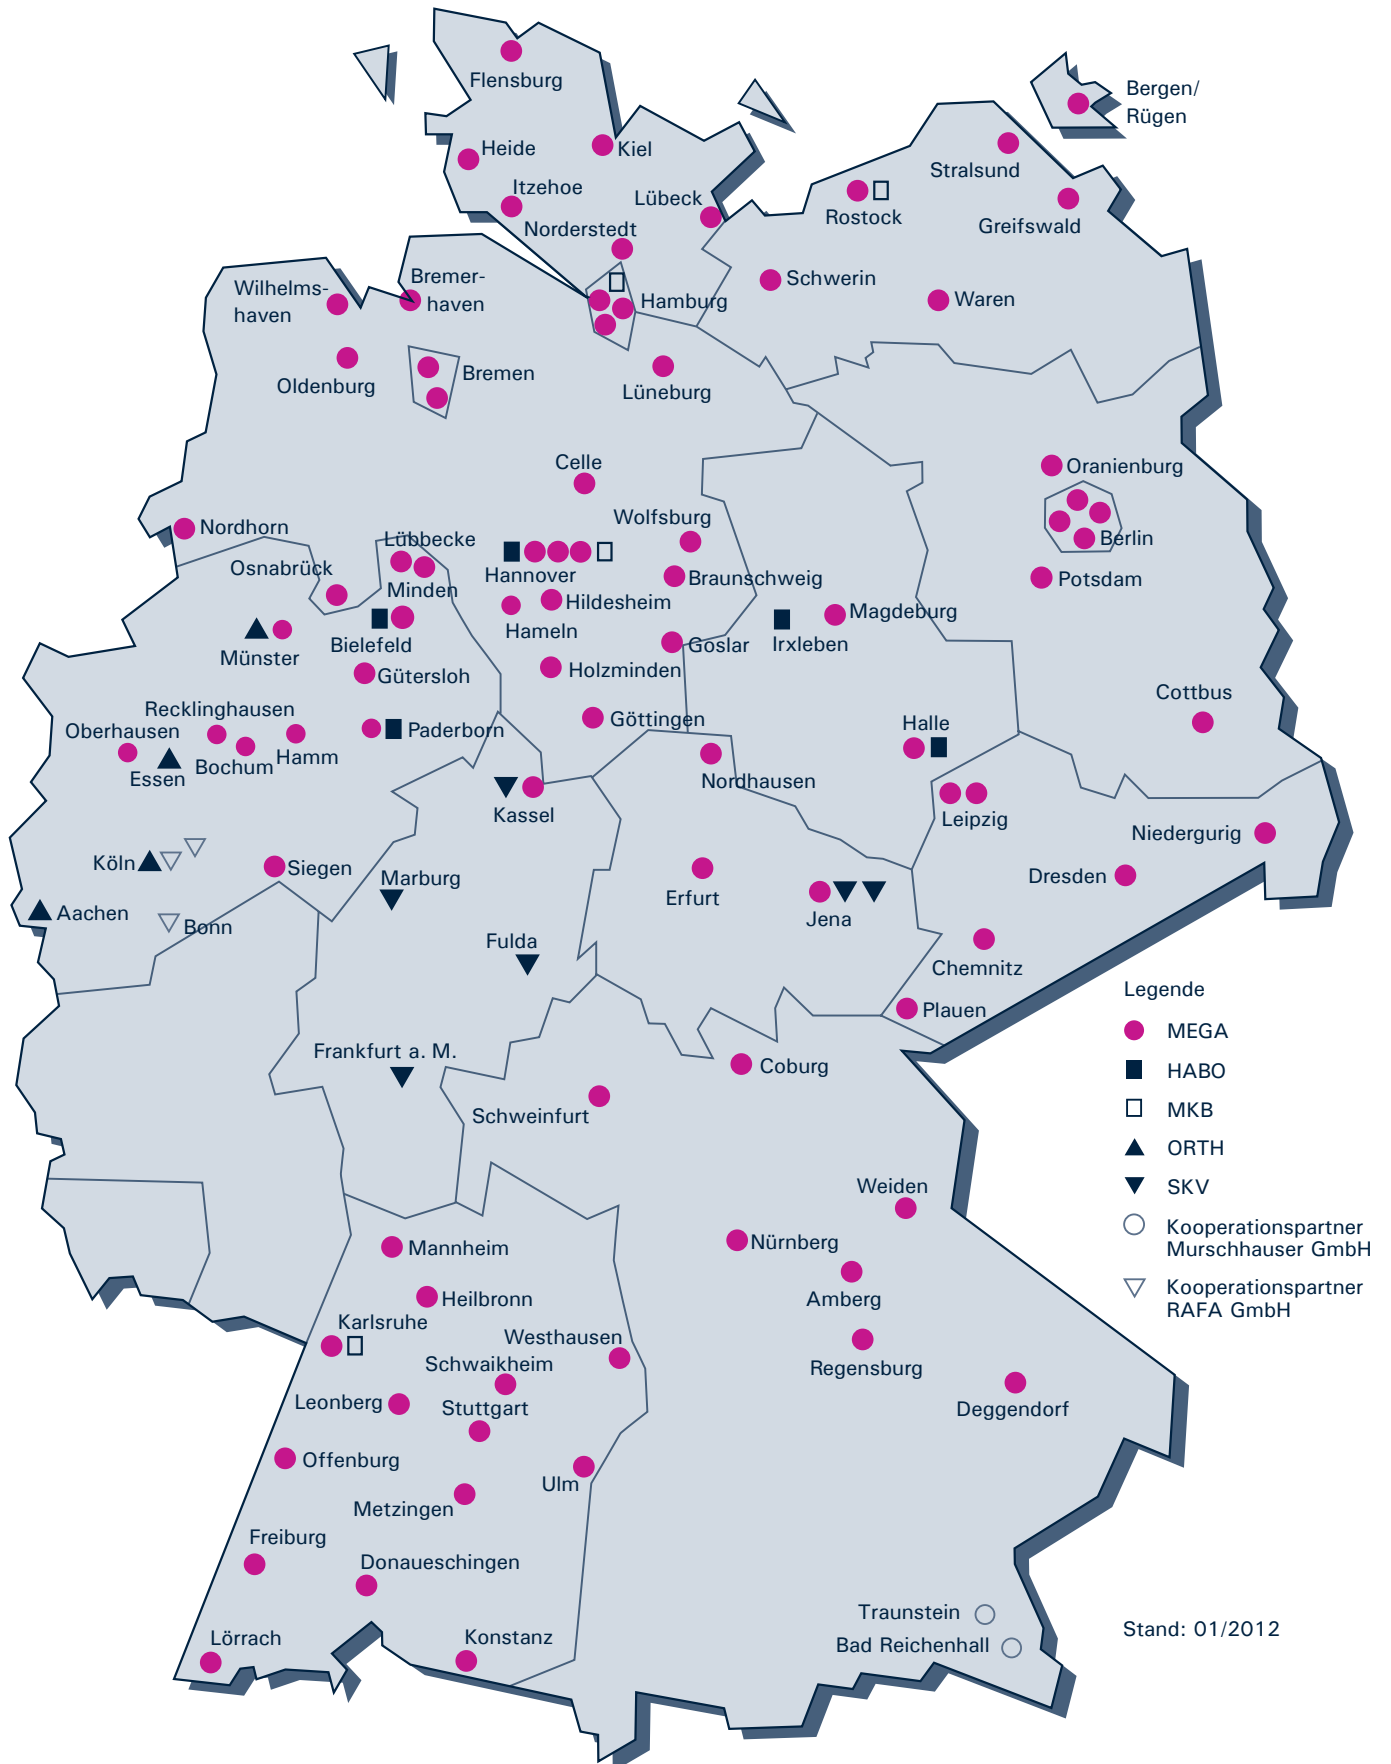 Flensburg
Bergen/
Rügen
Heide
Kiel
Stralsund
Itzehoe
Lübeck
Rostock
Greifswald
Norderstedt
Schwerin
Wilhelms-
haven
Bremer-
haven
Hamburg
Waren
Oldenburg
Bremen
Lüneburg
Celle
Oranienburg
Nordhorn
Wolfsburg
Berlin
Lübbecke
Osnabrück
Hannover
Minden
Braunschweig
Potsdam
Hildesheim
Magdeburg
Hameln
Münster
Bielefeld
Goslar
Irxleben
Gütersloh
Holzminden
Cottbus
Recklinghausen
Oberhausen
Göttingen
Halle
Paderborn
Essen
Bochum
Hamm
Nordhausen
Kassel
Leipzig
Niedergurig
Köln
Siegen
Marburg
Erfurt
Dresden
Aachen
Bonn
Jena
Fulda
Chemnitz
Plauen
Frankfurt a. M.
Coburg
Schweinfurt
Legende
MEGA
HABO
MKB
ORTH
SKV
Kooperationspartner
Murschhauser GmbH
Kooperationspartner
RAFA GmbH
Weiden
Mannheim
Nürnberg
Heilbronn
Amberg
Karlsruhe
Westhausen
Schwaikheim
Regensburg
Leonberg
Stuttgart
Deggendorf
Offenburg
Ulm
Metzingen
Freiburg
Donaueschingen
Traunstein
Bad Reichenhall
Lörrach
Konstanz
Stand: 01/2012